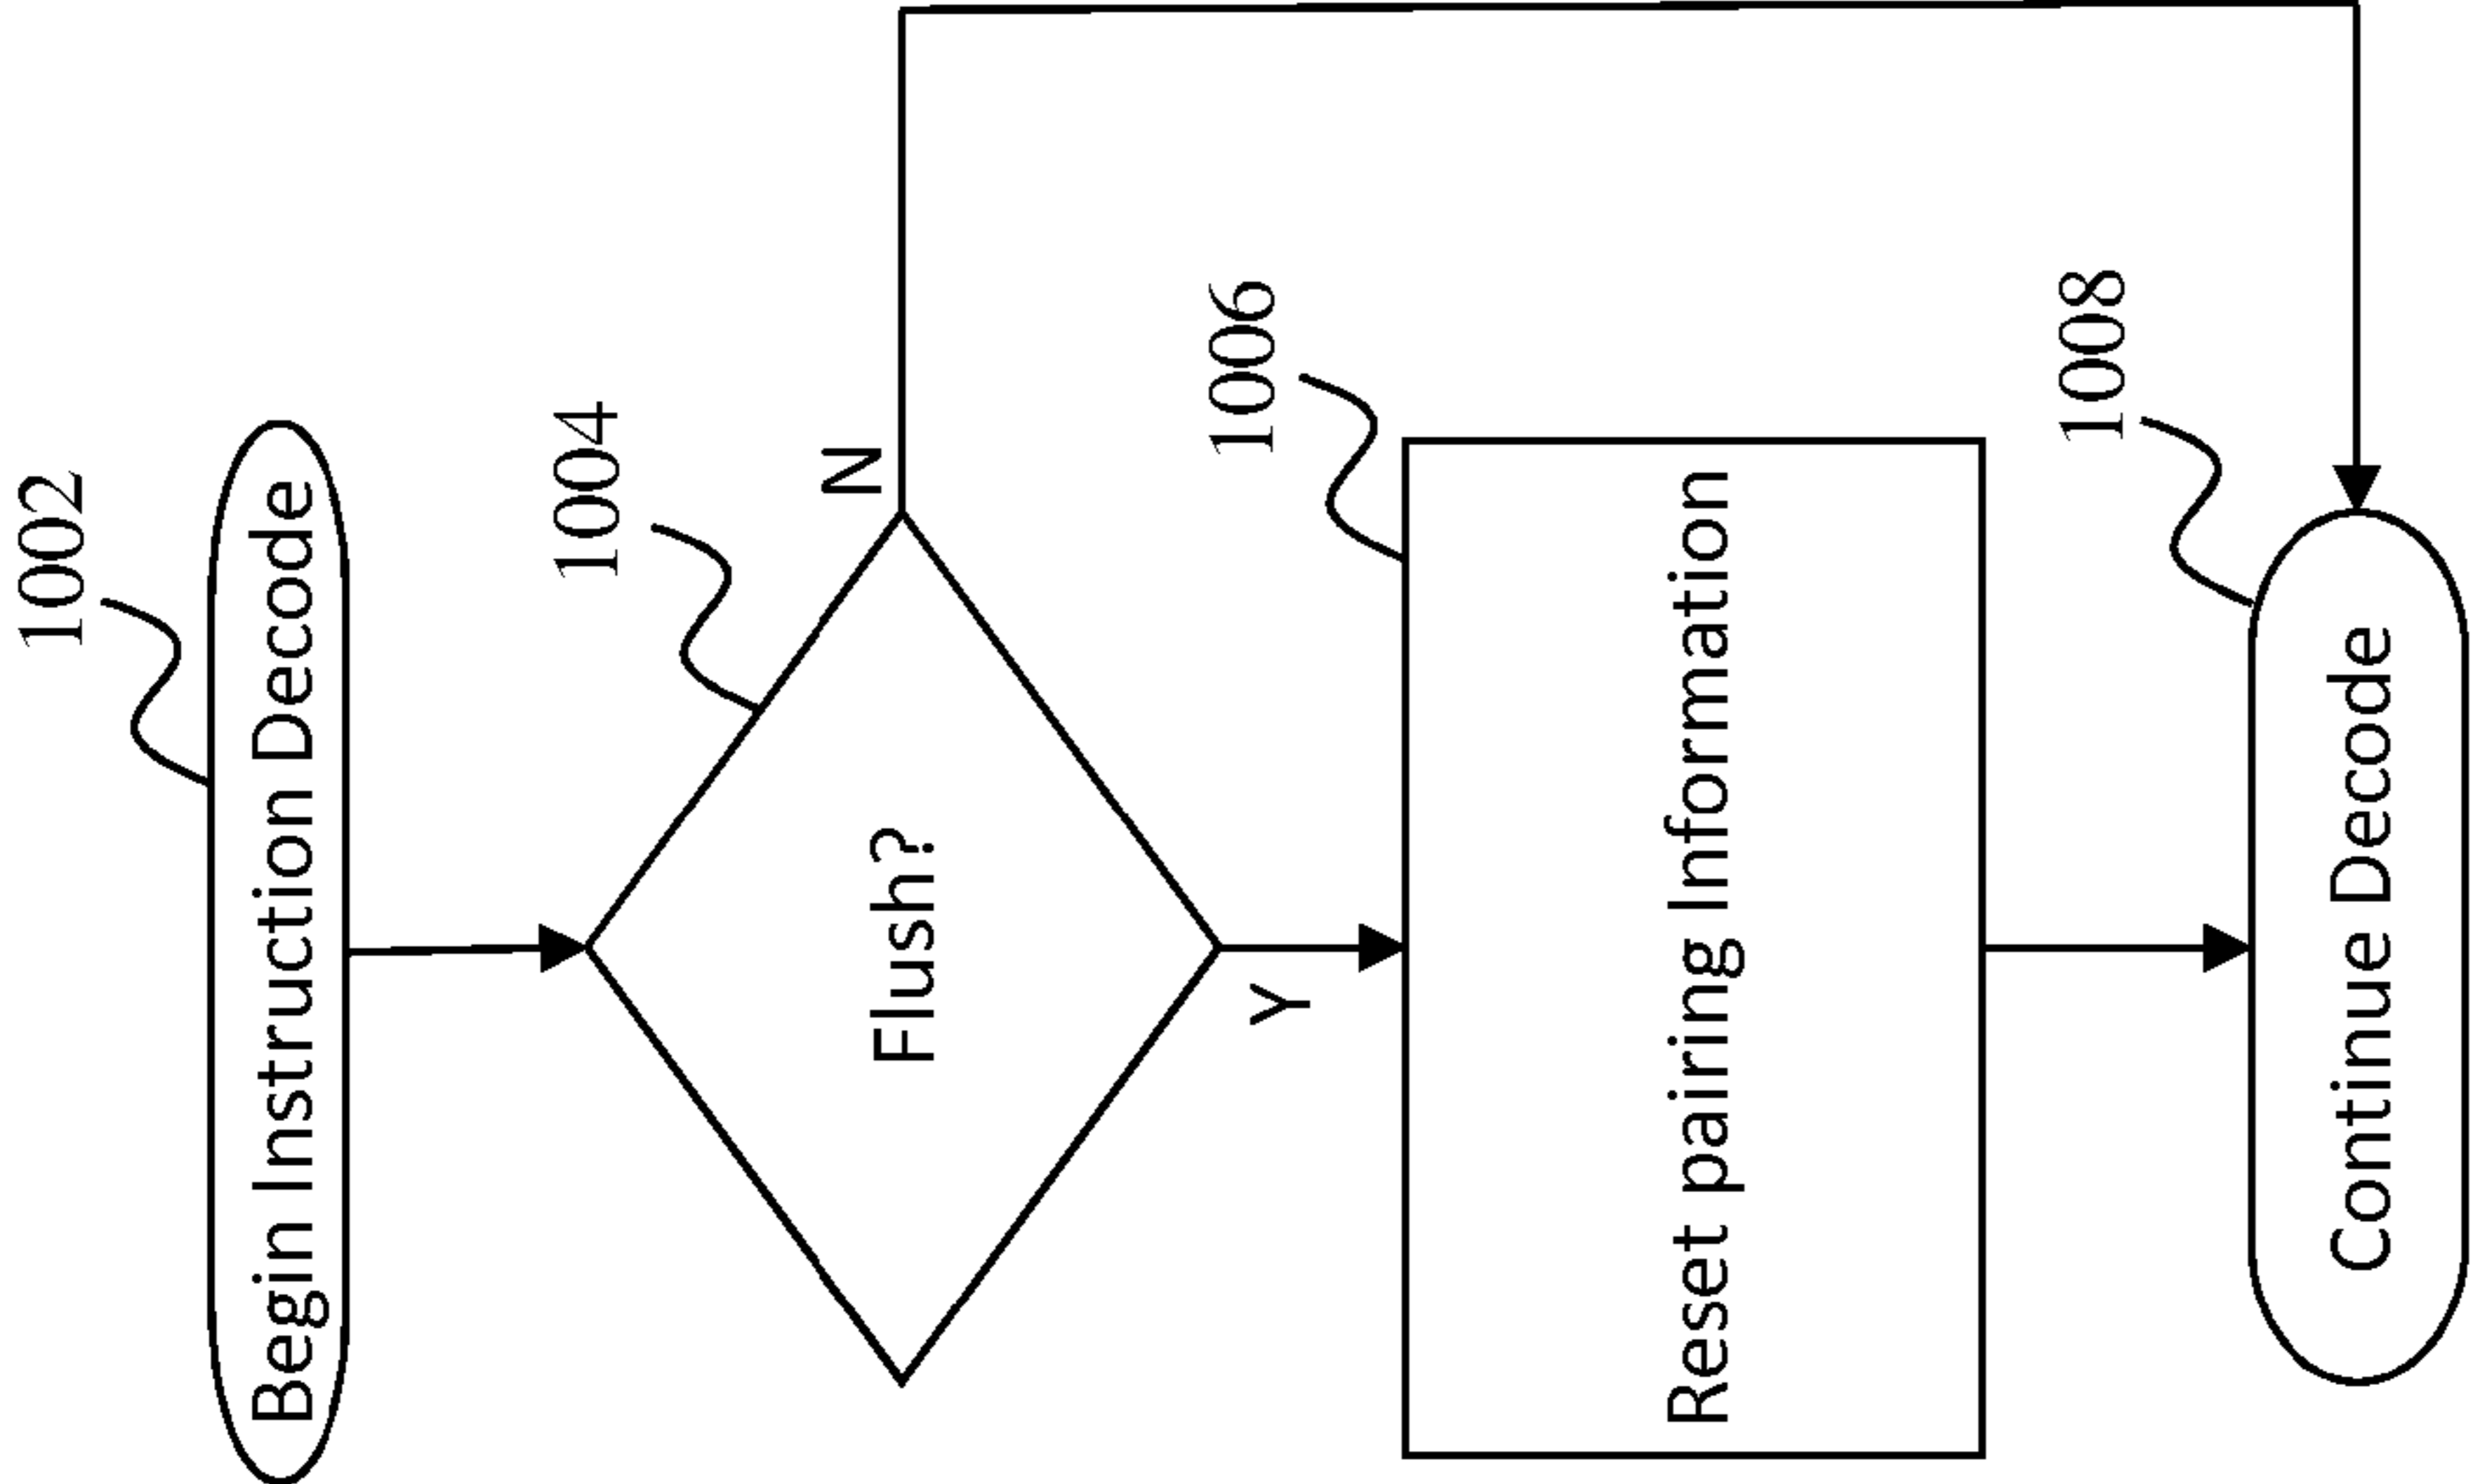 1002
Begin Instruction Decode
1004
Flush?
N
Y
1006
Reset pairing Information
1008
Continue Decode